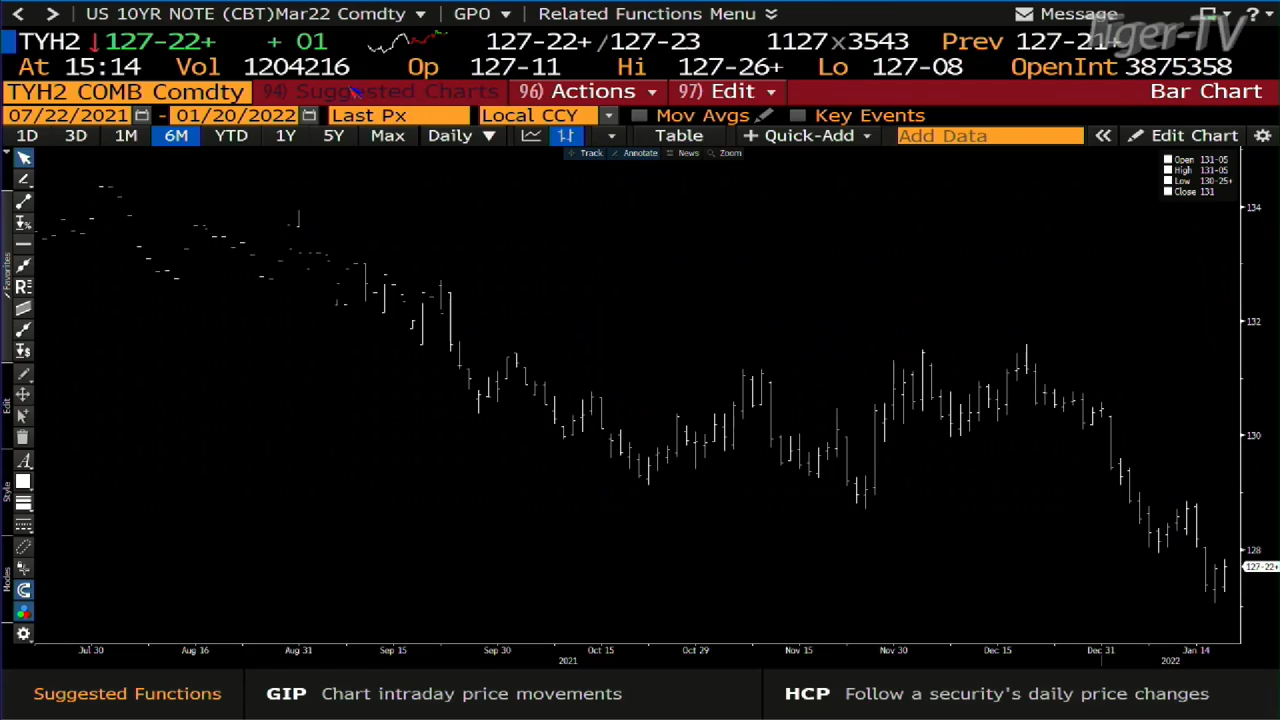 US 10YR NOTE (CBT)Mar22 Comdty GPO Related Functions Menu Message ?
TYH2 127-22+ + 01 127-22+/127-23 1127x3543 Prev 127-21+
At 15:14 Vol 1204216 Op 127-11 Hi 127-26+ Lo 127-08 OpenInt 3875358
TYH2 COMB Comdty 94) Suggested Charts 96) Actions 97) Edit Bar Chart
07/22/2021 - 01/20/2022 Last Px Local CCY Mov Avgs Key Events
1D 3D 1M 6M YTD 1Y 5Y Max Daily Table + Quick-Add Add Data Edit Chart
Track Annotate News Zoom
Open 131-05
High 131-05
Low 130-25+
Close 131
134
132
130
128
127-22+
Favorites
Edit
Style
Modes
Jul 30 Aug 16 Aug 31 Sep 15 Sep 30 Oct 15 Oct 29 Nov 15 Nov 30 Dec 15 Dec 31 Jan 14
2021 2022
Suggested Functions GIP Chart intraday price movements HCP Follow a security's daily price changes